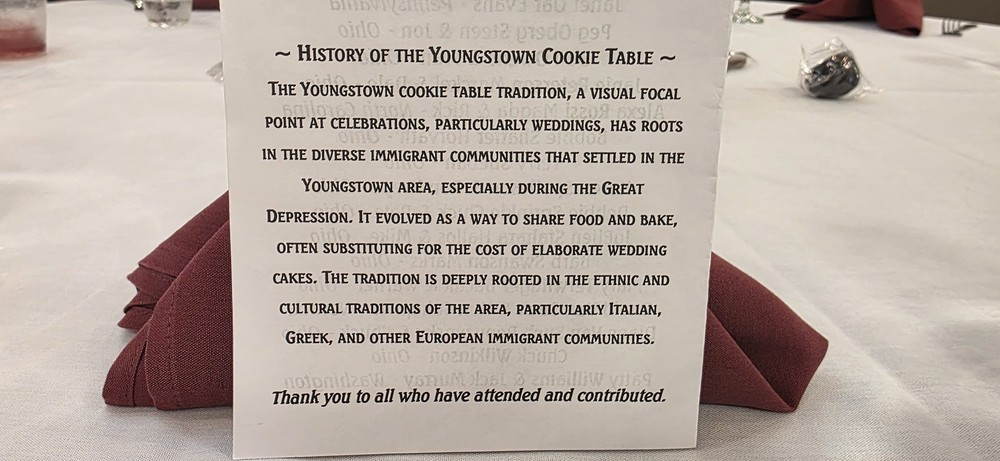 ~ History of the Youngstown Cookie Table ~
The Youngstown cookie table tradition, a visual focal
point at celebrations, particularly weddings, has roots
in the diverse immigrant communities that settled in the
Youngstown area, especially during the Great
Depression. It evolved as a way to share food and bake,
often substituting for the cost of elaborate wedding
cakes. The tradition is deeply rooted in the ethnic and
cultural traditions of the area, particularly Italian,
Greek, and other European immigrant communities.
Thank you to all who have attended and contributed.